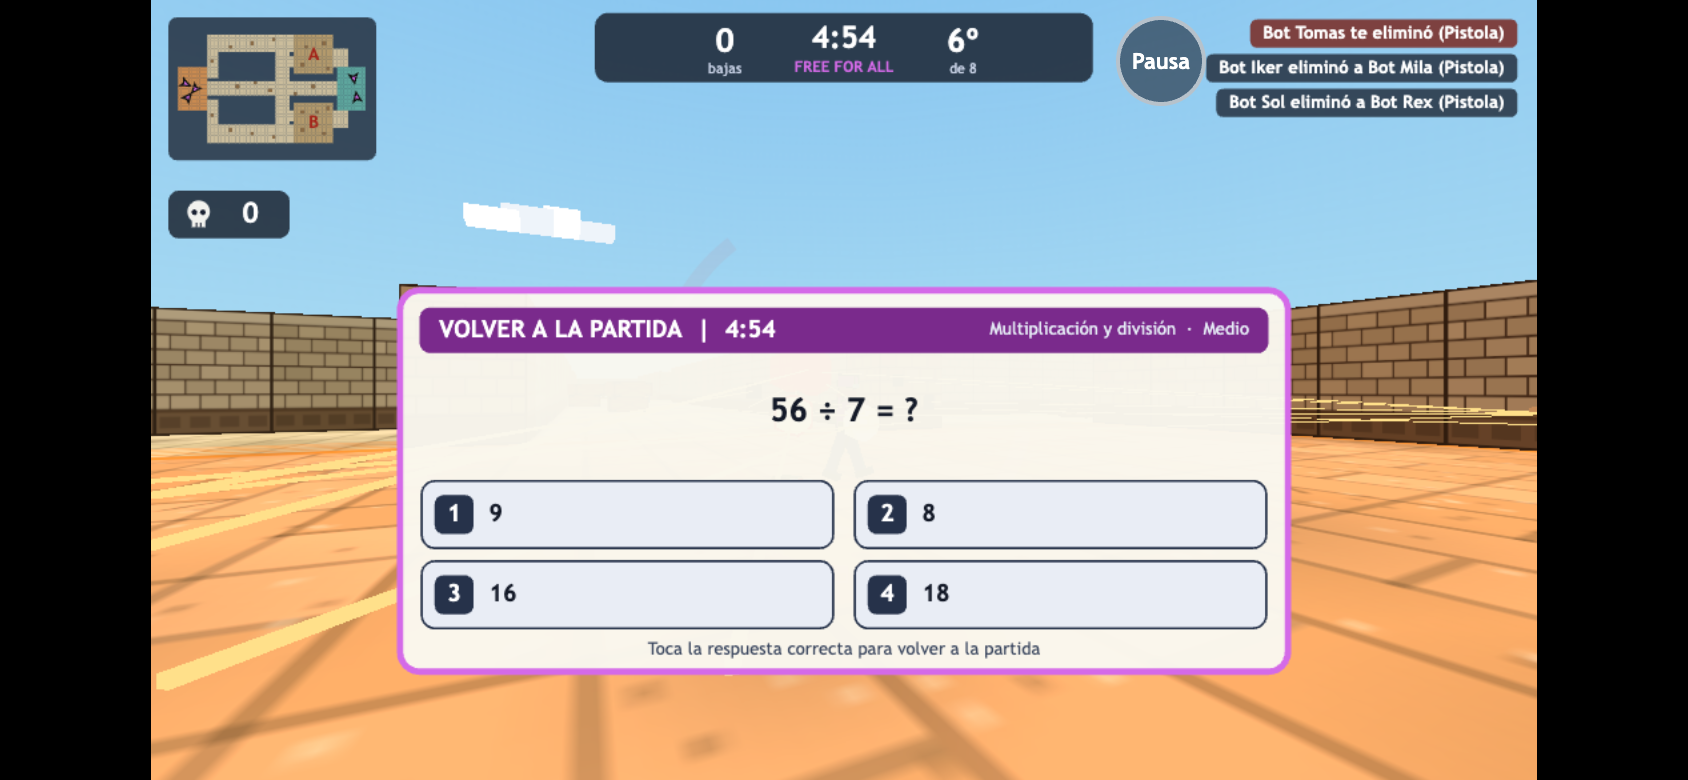 A
B
0
bajas
4:54
FREE FOR ALL
6º
de 8
Pausa
Bot Tomas te eliminó (Pistola)
Bot Iker eliminó a Bot Mila (Pistola)
Bot Sol eliminó a Bot Rex (Pistola)
0
VOLVER A LA PARTIDA | 4:54
Multiplicación y división · Medio
56 ÷ 7 = ?
1 9
2 8
3 16
4 18
Toca la respuesta correcta para volver a la partida